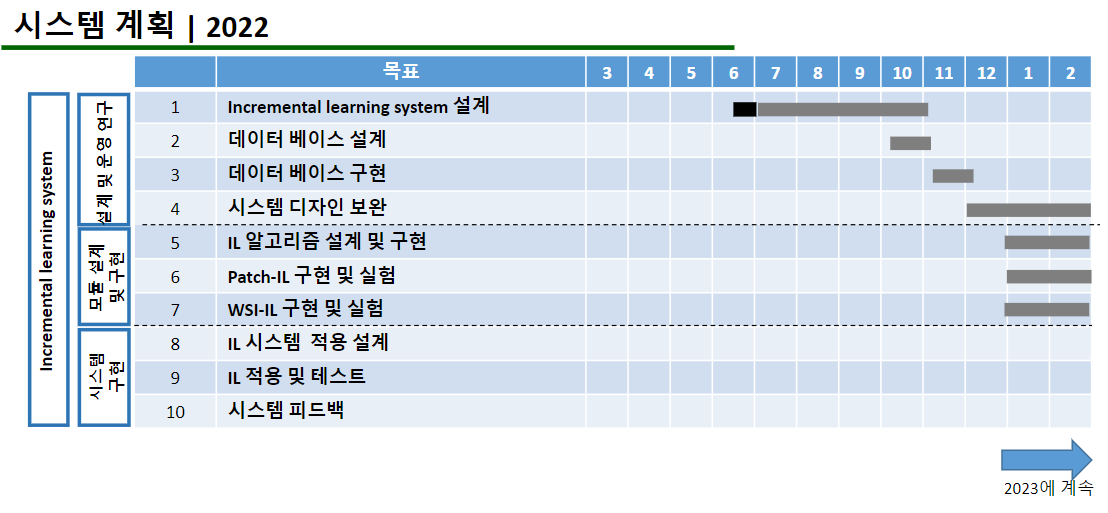 시스템 계획 | 2022
목표 3 4 5 6 7 8 9 10 11 12 1 2
Incremental learning system
설계 및 운영 연구
1 Incremental learning system 설계
2 데이터 베이스 설계
3 데이터 베이스 구현
4 시스템 디자인 보완
모듈 설계
및 구현
5 IL 알고리즘 설계 및 구현
6 Patch-IL 구현 및 실험
7 WSI-IL 구현 및 실험
시스템
구현
8 IL 시스템 적용 설계
9 IL 적용 및 테스트
10 시스템 피드백
2023에 계속